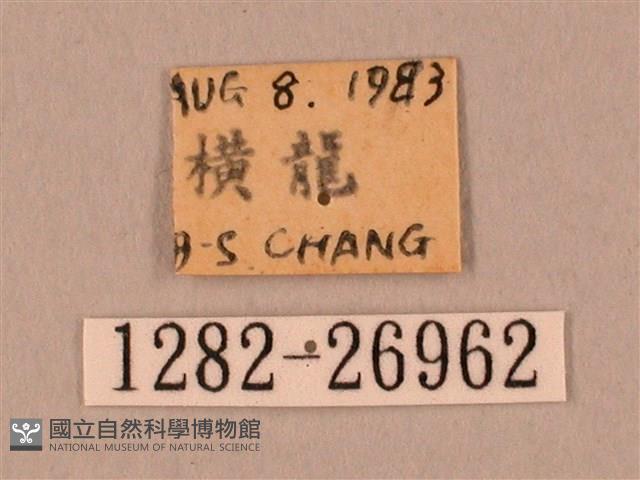 AUG 8. 1983
橫龍
B-S CHANG
1282-26962
國立自然科學博物館
NATIONAL MUSEUM OF NATURAL SCIENCE